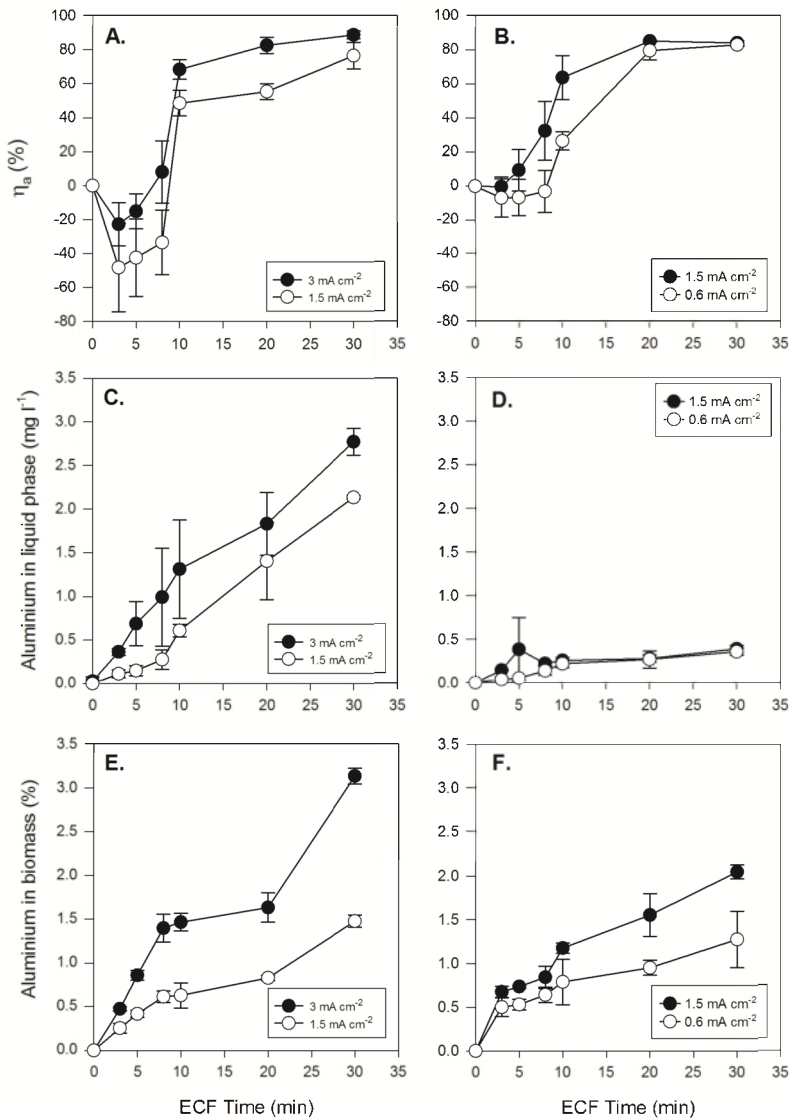 A.
ηa (%)
100
80
60
40
20
0
-20
-40
-60
-80
0 5 10 15 20 25 30 35
3 mA cm-2
1.5 mA cm-2
B.
100
80
60
40
20
0
-20
-40
-60
-80
0 5 10 15 20 25 30 35
1.5 mA cm-2
0.6 mA cm-2
C.
Aluminium in liquid phase (mg l-1)
3.5
3.0
2.5
2.0
1.5
1.0
0.5
0.0
0 5 10 15 20 25 30 35
3 mA cm-2
1.5 mA cm-2
D.
3.5
3.0
2.5
2.0
1.5
1.0
0.5
0.0
0 5 10 15 20 25 30 35
1.5 mA cm-2
0.6 mA cm-2
E.
Aluminium in biomass (%)
3.5
3.0
2.5
2.0
1.5
1.0
0.5
0.0
0 5 10 15 20 25 30 35
3 mA cm-2
1.5 mA cm-2
ECF Time (min)
F.
3.5
3.0
2.5
2.0
1.5
1.0
0.5
0.0
0 5 10 15 20 25 30 35
1.5 mA cm-2
0.6 mA cm-2
ECF Time (min)